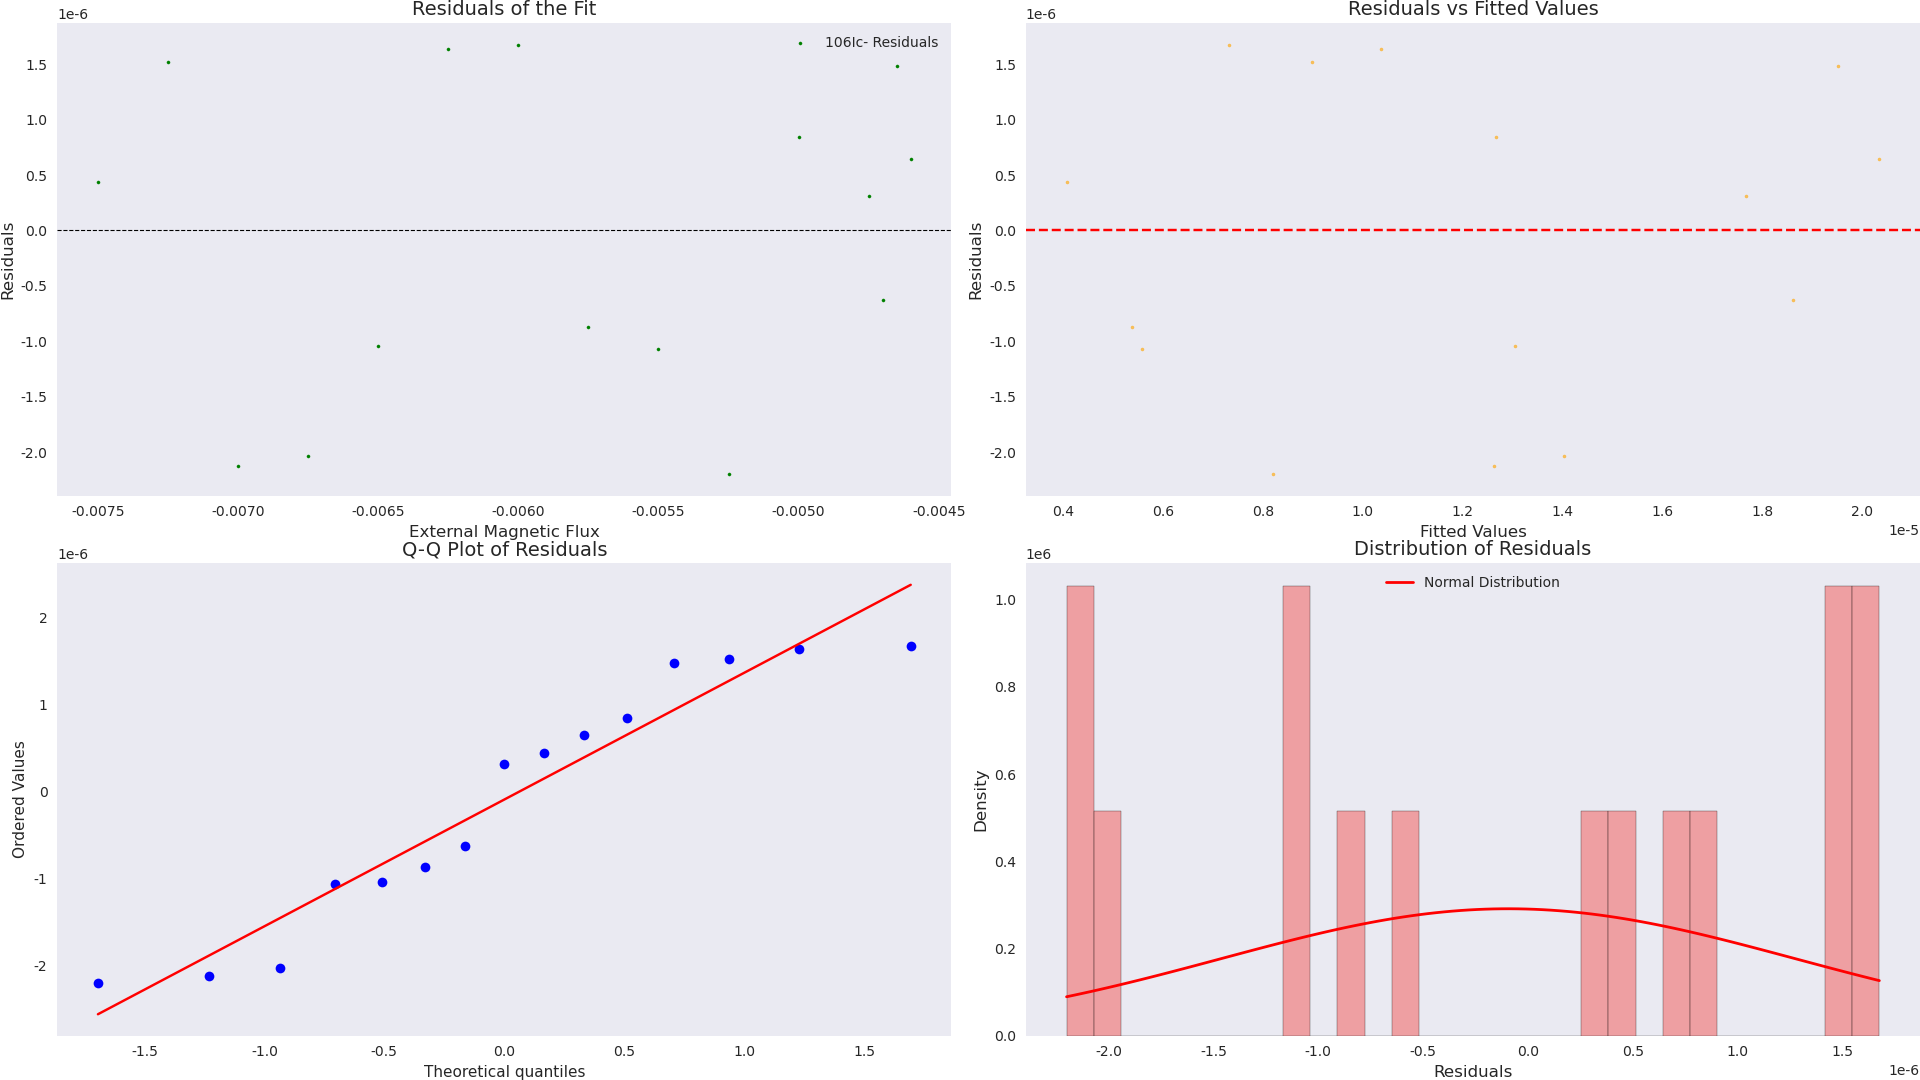 Residuals of the Fit
1e-6
106Ic- Residuals
1.5
1.0
0.5
0.0
-0.5
-1.0
-1.5
-2.0
Residuals
-0.0075 -0.0070 -0.0065 -0.0060 -0.0055 -0.0050 -0.0045
External Magnetic Flux
Residuals vs Fitted Values
1e-6
1.5
1.0
0.5
0.0
-0.5
-1.0
-1.5
-2.0
Residuals
0.4 0.6 0.8 1.0 1.2 1.4 1.6 1.8 2.0
Fitted Values
1e-5
Q-Q Plot of Residuals
1e-6
2
1
0
-1
-2
Ordered Values
-1.5 -1.0 -0.5 0.0 0.5 1.0 1.5
Theoretical quantiles
Distribution of Residuals
1e6
Normal Distribution
1.0
0.8
0.6
0.4
0.2
0.0
Density
-2.0 -1.5 -1.0 -0.5 0.0 0.5 1.0 1.5
Residuals
1e-6